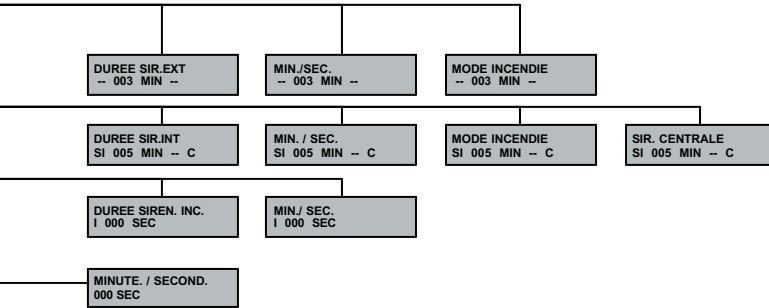 DUREE SIR.EXT
-- 003 MIN --
MIN./SEC.
-- 003 MIN --
MODE INCENDIE
-- 003 MIN --
DUREE SIR.INT
SI 005 MIN -- C
MIN. / SEC.
SI 005 MIN -- C
MODE INCENDIE
SI 005 MIN -- C
SIR. CENTRALE
SI 005 MIN -- C
DUREE SIREN. INC.
I 000 SEC
MIN./ SEC.
I 000 SEC
MINUTE. / SECOND.
000 SEC